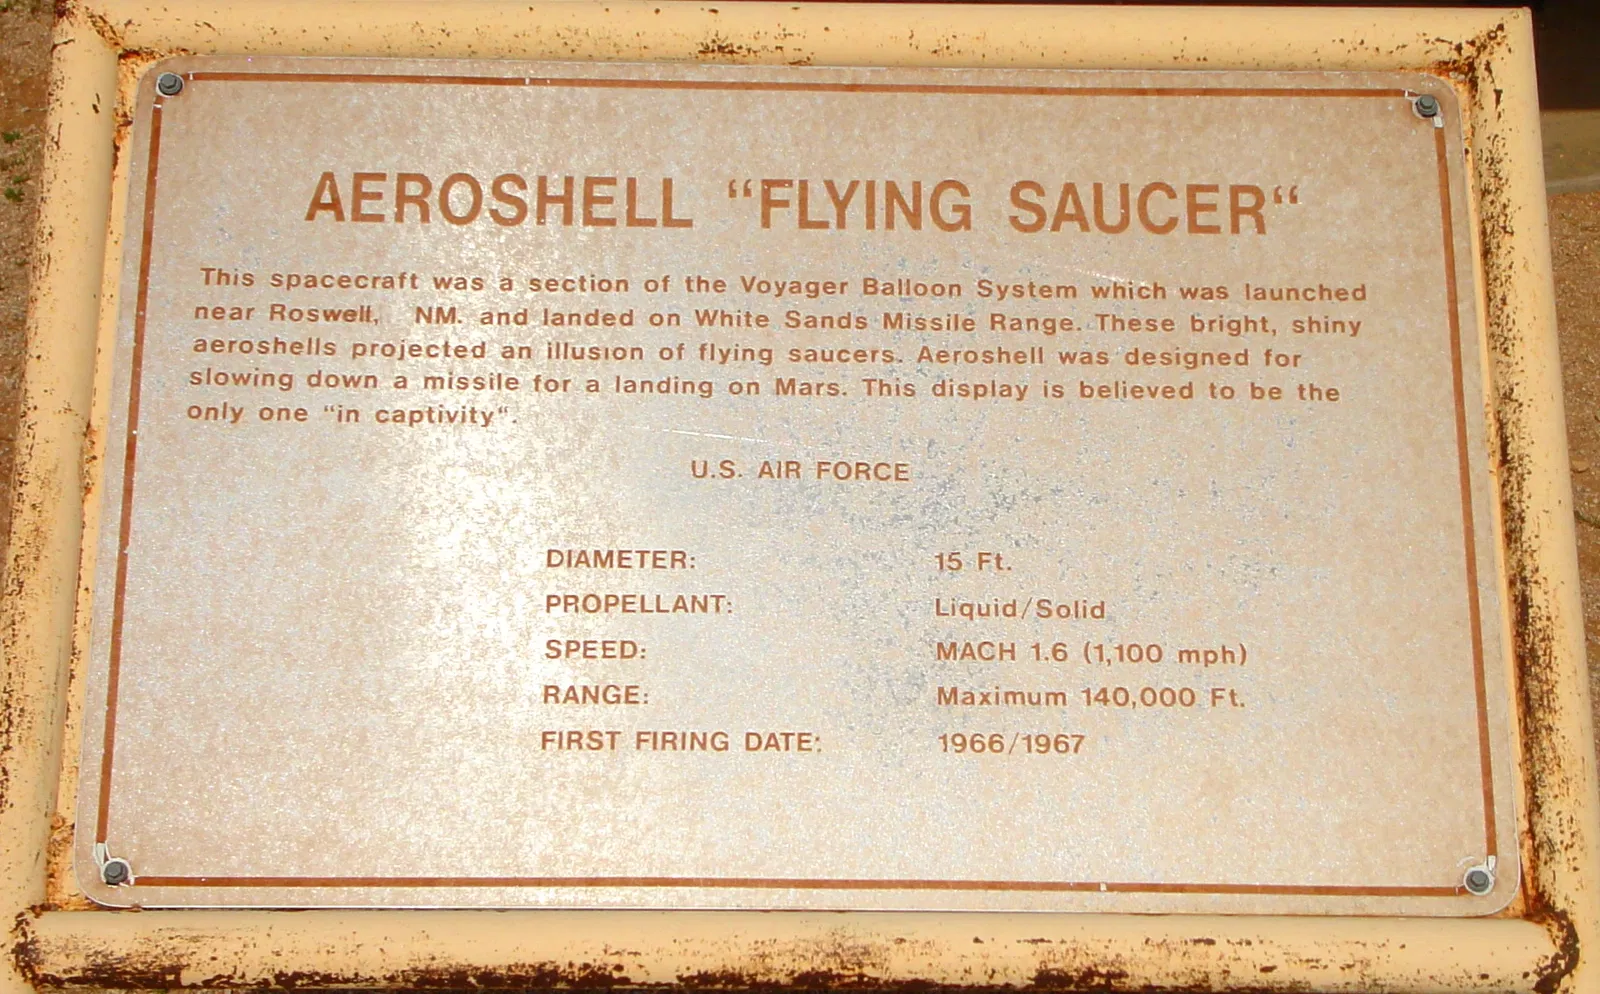 AEROSHELL “FLYING SAUCER“
This spacecraft was a section of the Voyager Balloon System which was launched
near Roswell, NM. and landed on White Sands Missile Range. These bright, shiny
aeroshells projected an illusion of flying saucers. Aeroshell was designed for
slowing down a missile for a landing on Mars. This display is believed to be the
only one “in captivity“.
U.S. AIR FORCE
DIAMETER: 15 Ft.
PROPELLANT: Liquid/Solid
SPEED: MACH 1.6 (1,100 mph)
RANGE: Maximum 140,000 Ft.
FIRST FIRING DATE: 1966/1967